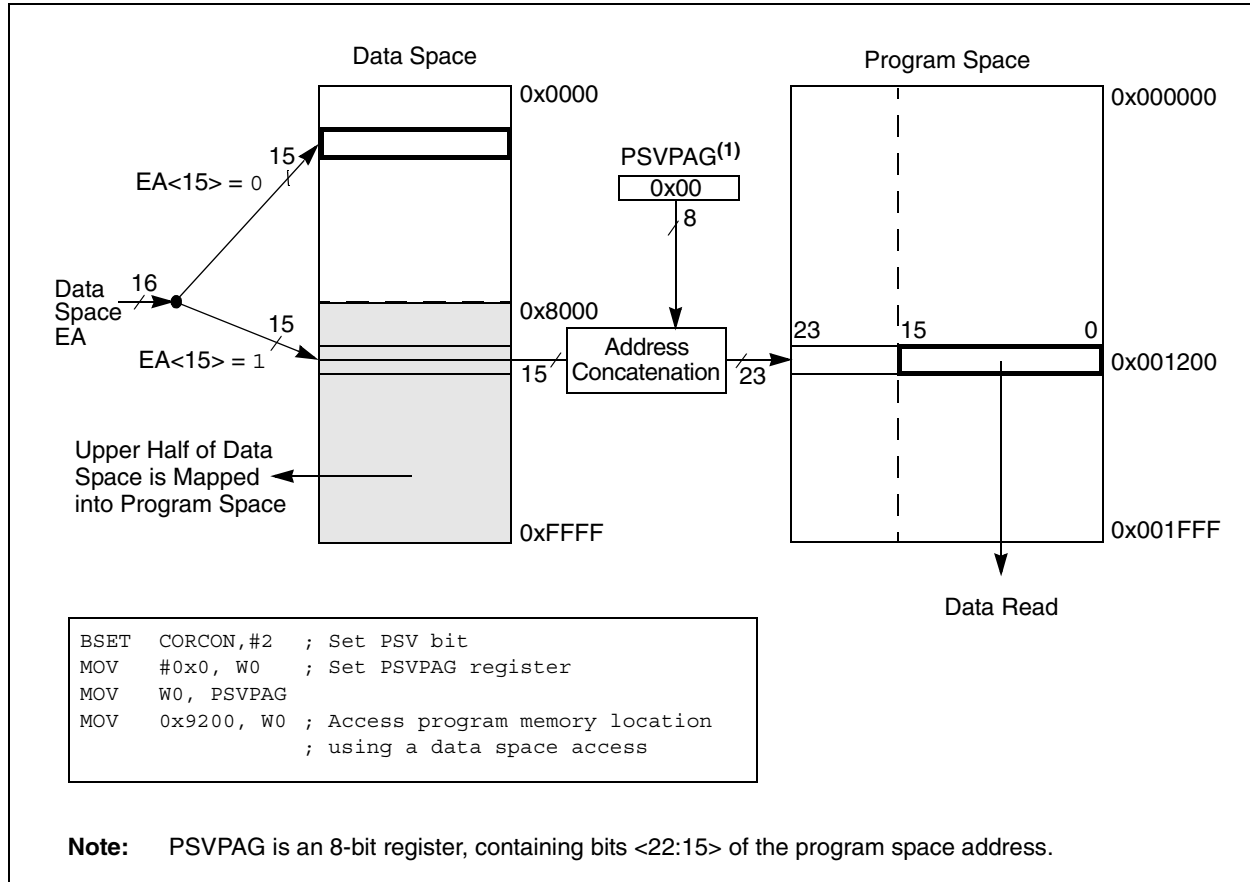 Data Space
Program Space
0x0000
0x000000
15
EA<15> = 0
PSVPAG(1)
0x00
8
16
Data
Space
EA
15
EA<15> = 1
0x8000
15
Address
Concatenation
23
23 15 0
0x001200
Upper Half of Data
Space is Mapped
into Program Space
0xFFFF
0x001FFF
Data Read
BSET CORCON,#2 ; Set PSV bit
MOV #0x0, W0 ; Set PSVPAG register
MOV W0, PSVPAG
MOV 0x9200, W0 ; Access program memory location
; using a data space access
Note: PSVPAG is an 8-bit register, containing bits <22:15> of the program space address.